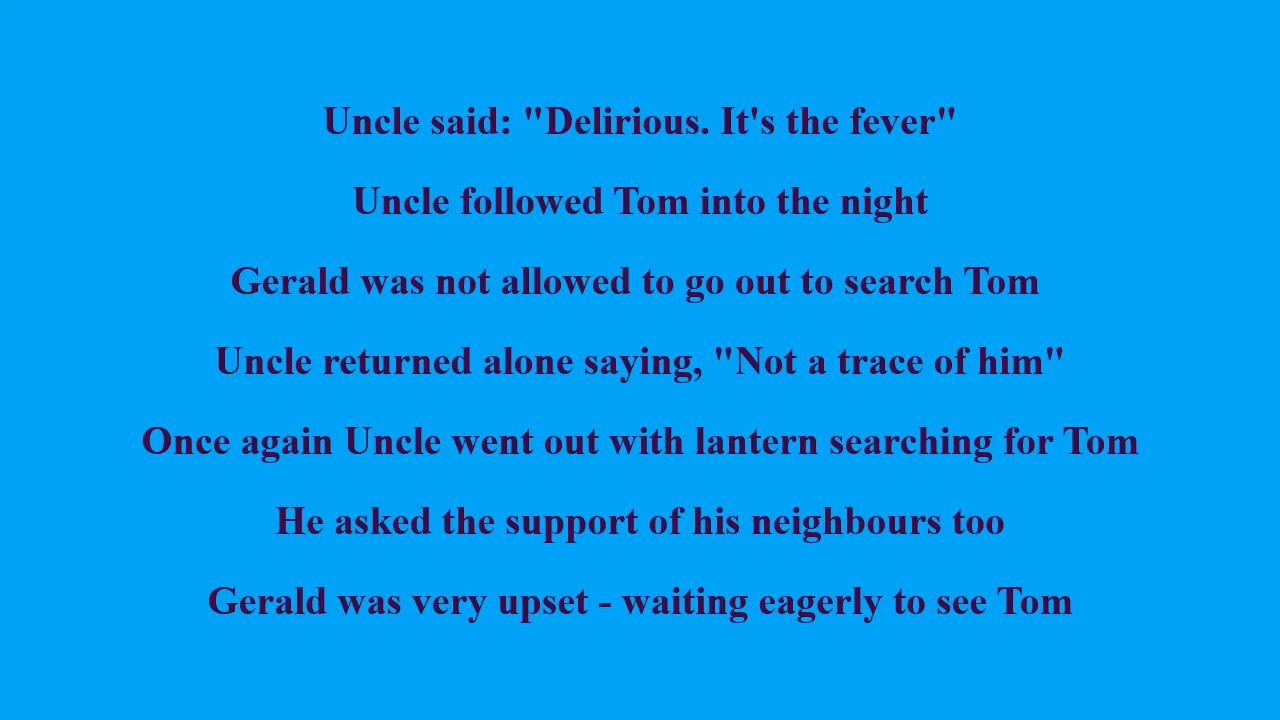 Uncle said: "Delirious. It's the fever"
Uncle followed Tom into the night
Gerald was not allowed to go out to search Tom
Uncle returned alone saying, "Not a trace of him"
Once again Uncle went out with lantern searching for Tom
He asked the support of his neighbours too
Gerald was very upset - waiting eagerly to see Tom